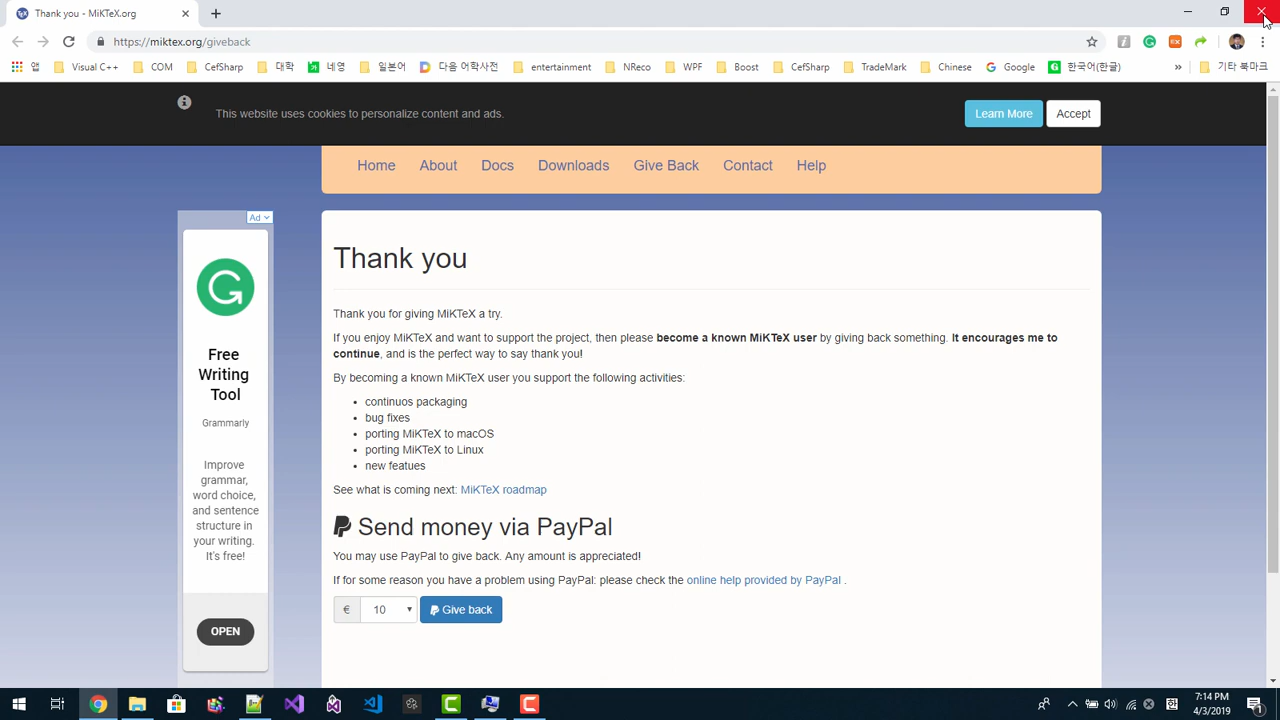 Thank you - MiKTeX.org
https://miktex.org/giveback
앱
Visual C++
COM
CefSharp
대학
네영
일본어
다음 어학사전
entertainment
NReco
WPF
Boost
CefSharp
TradeMark
Chinese
Google
한국어(한글)
»
기타 북마크
This website uses cookies to personalize content and ads.
Learn More
Accept
Home
About
Docs
Downloads
Give Back
Contact
Help
Ad
Free
Writing
Tool
Grammarly
Improve
grammar,
word choice,
and sentence
structure in
your writing.
It's free!
OPEN
Thank you
Thank you for giving MiKTeX a try.
If you enjoy MiKTeX and want to support the project, then please become a known MiKTeX user by giving back something. It encourages me to
continue, and is the perfect way to say thank you!
By becoming a known MiKTeX user you support the following activities:
continuos packaging
bug fixes
porting MiKTeX to macOS
porting MiKTeX to Linux
new featues
See what is coming next: MiKTeX roadmap
Send money via PayPal
You may use PayPal to give back. Any amount is appreciated!
If for some reason you have a problem using PayPal: please check the online help provided by PayPal .
€ 10 Give back
7:14 PM
4/3/2019